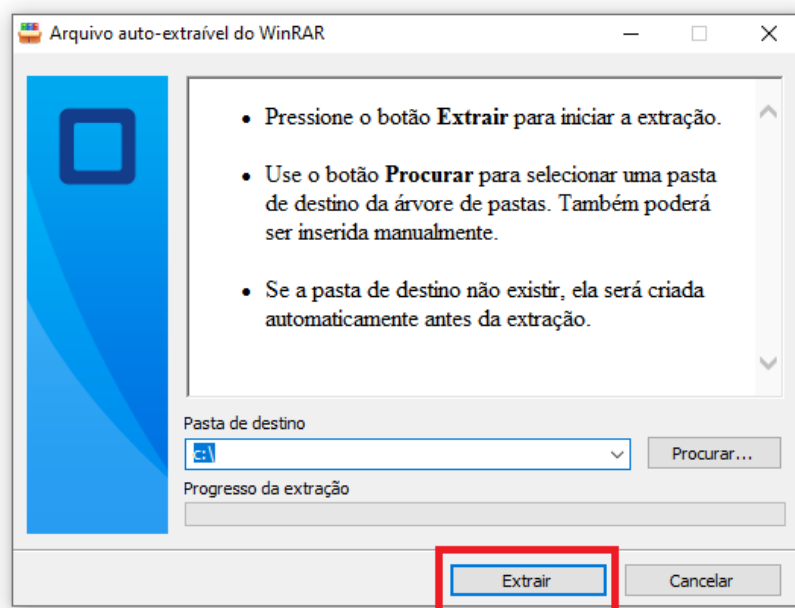 Arquivo auto-extraível do WinRAR
• Pressione o botão Extrair para iniciar a extração.
• Use o botão Procurar para selecionar uma pasta
de destino da árvore de pastas. Também poderá
ser inserida manualmente.
• Se a pasta de destino não existir, ela será criada
automaticamente antes da extração.
Pasta de destino
c:\
Procurar...
Progresso da extração
Extrair
Cancelar